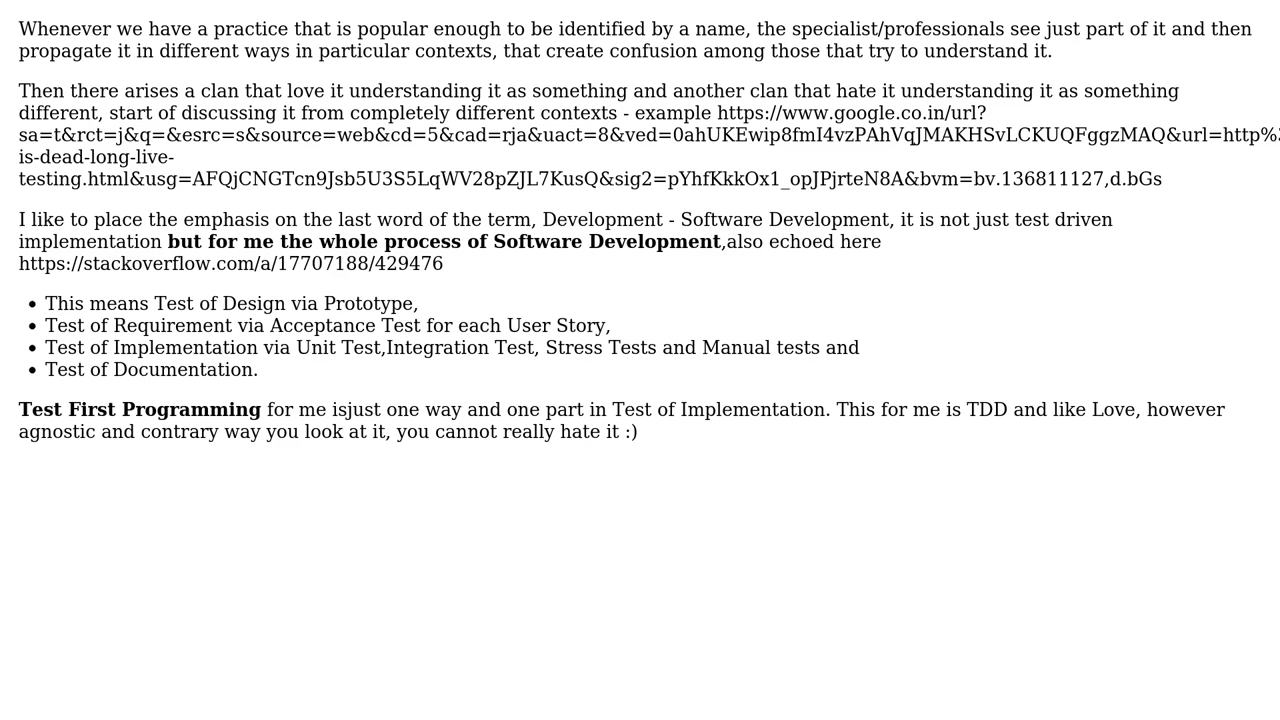 Whenever we have a practice that is popular enough to be identified by a name, the specialist/professionals see just part of it and then
propagate it in different ways in particular contexts, that create confusion among those that try to understand it.
Then there arises a clan that love it understanding it as something and another clan that hate it understanding it as something
different, start of discussing it from completely different contexts - example https://www.google.co.in/url?
sa=t&rct=j&q=&esrc=s&source=web&cd=5&cad=rja&uact=8&ved=0ahUKEwip8fmI4vzPAhVqJMAKHSvLCKUQFggzMAQ&url=http%3
is-dead-long-live-
testing.html&usg=AFQjCNGTcn9Jsb5U3S5LqWV28pZJL7KusQ&sig2=pYhfKkkOx1_opJPjrteN8A&bvm=bv.136811127,d.bGs
I like to place the emphasis on the last word of the term, Development - Software Development, it is not just test driven
implementation but for me the whole process of Software Development,also echoed here
https://stackoverflow.com/a/17707188/429476
• This means Test of Design via Prototype,
• Test of Requirement via Acceptance Test for each User Story,
• Test of Implementation via Unit Test,Integration Test, Stress Tests and Manual tests and
• Test of Documentation.
Test First Programming for me isjust one way and one part in Test of Implementation. This for me is TDD and like Love, however
agnostic and contrary way you look at it, you cannot really hate it :)